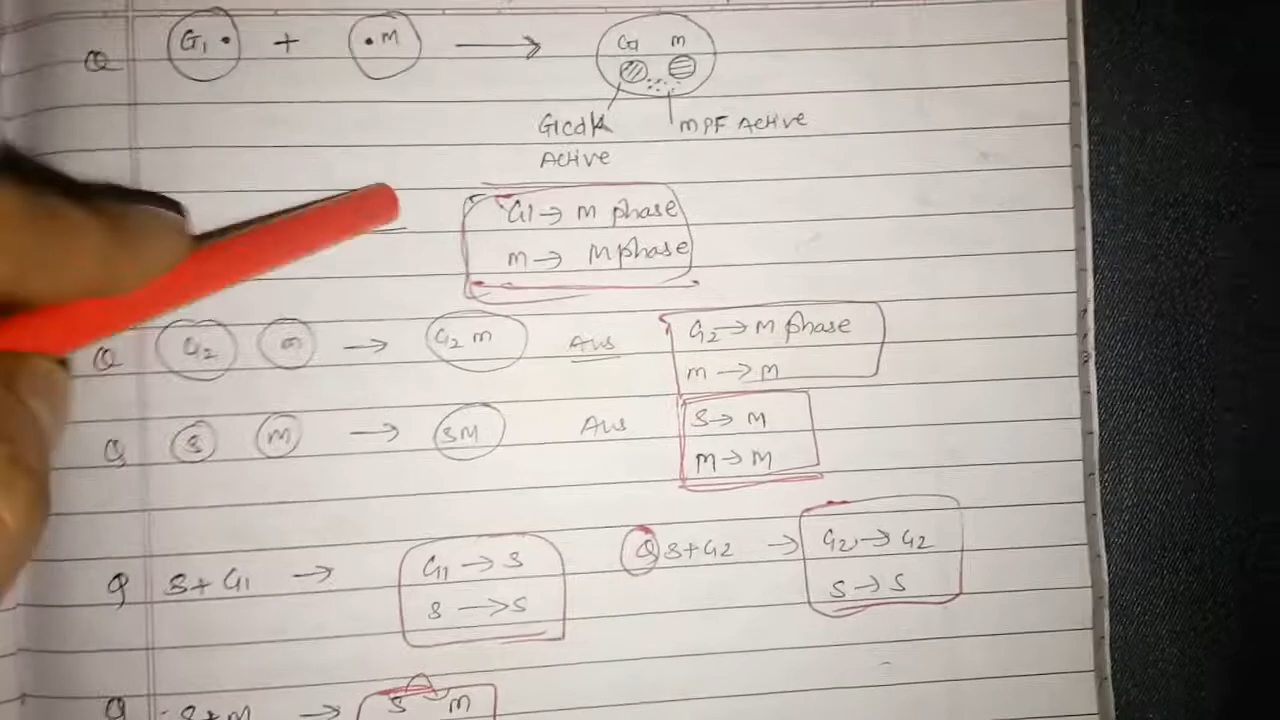 Q G1 + M →
G1 M
G1cdk MPF Active
Active
G1 → M phase
M → M phase
Q G2 m → G2 m Ans G2 → M phase
m → M
Q S M → SM Ans S → M
M → M
Q S + G1 → G1 → S
S → S
Q S+G2 → G2 → G2
S → S
Q S+M → S M